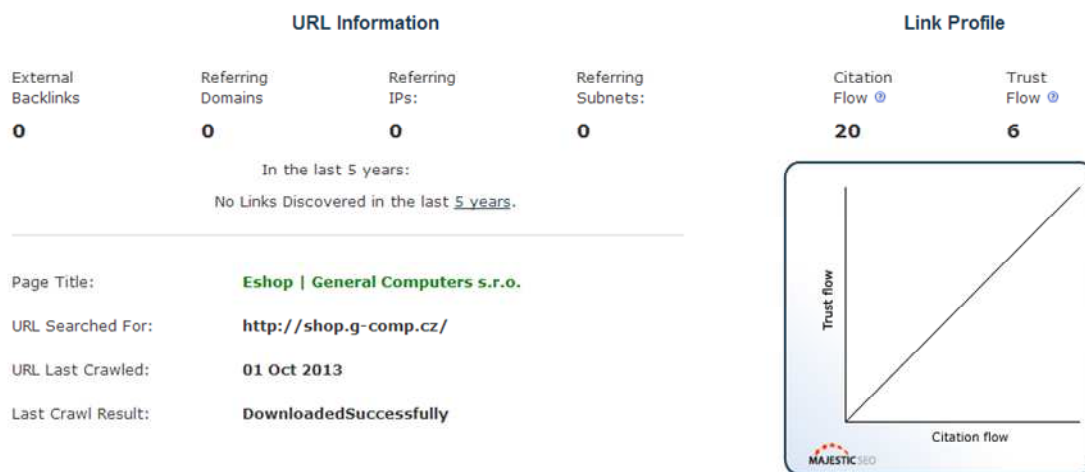 URL Information
External Backlinks
0
Referring Domains
0
Referring IPs:
0
Referring Subnets:
0
In the last 5 years:
No Links Discovered in the last 5 years.
Page Title: Eshop | General Computers s.r.o.
URL Searched For: http://shop.g-comp.cz/
URL Last Crawled: 01 Oct 2013
Last Crawl Result: DownloadedSuccessfully
Link Profile
Citation Flow ?
20
Trust Flow ?
6
Trust flow
Citation flow
MAJESTIC SEO